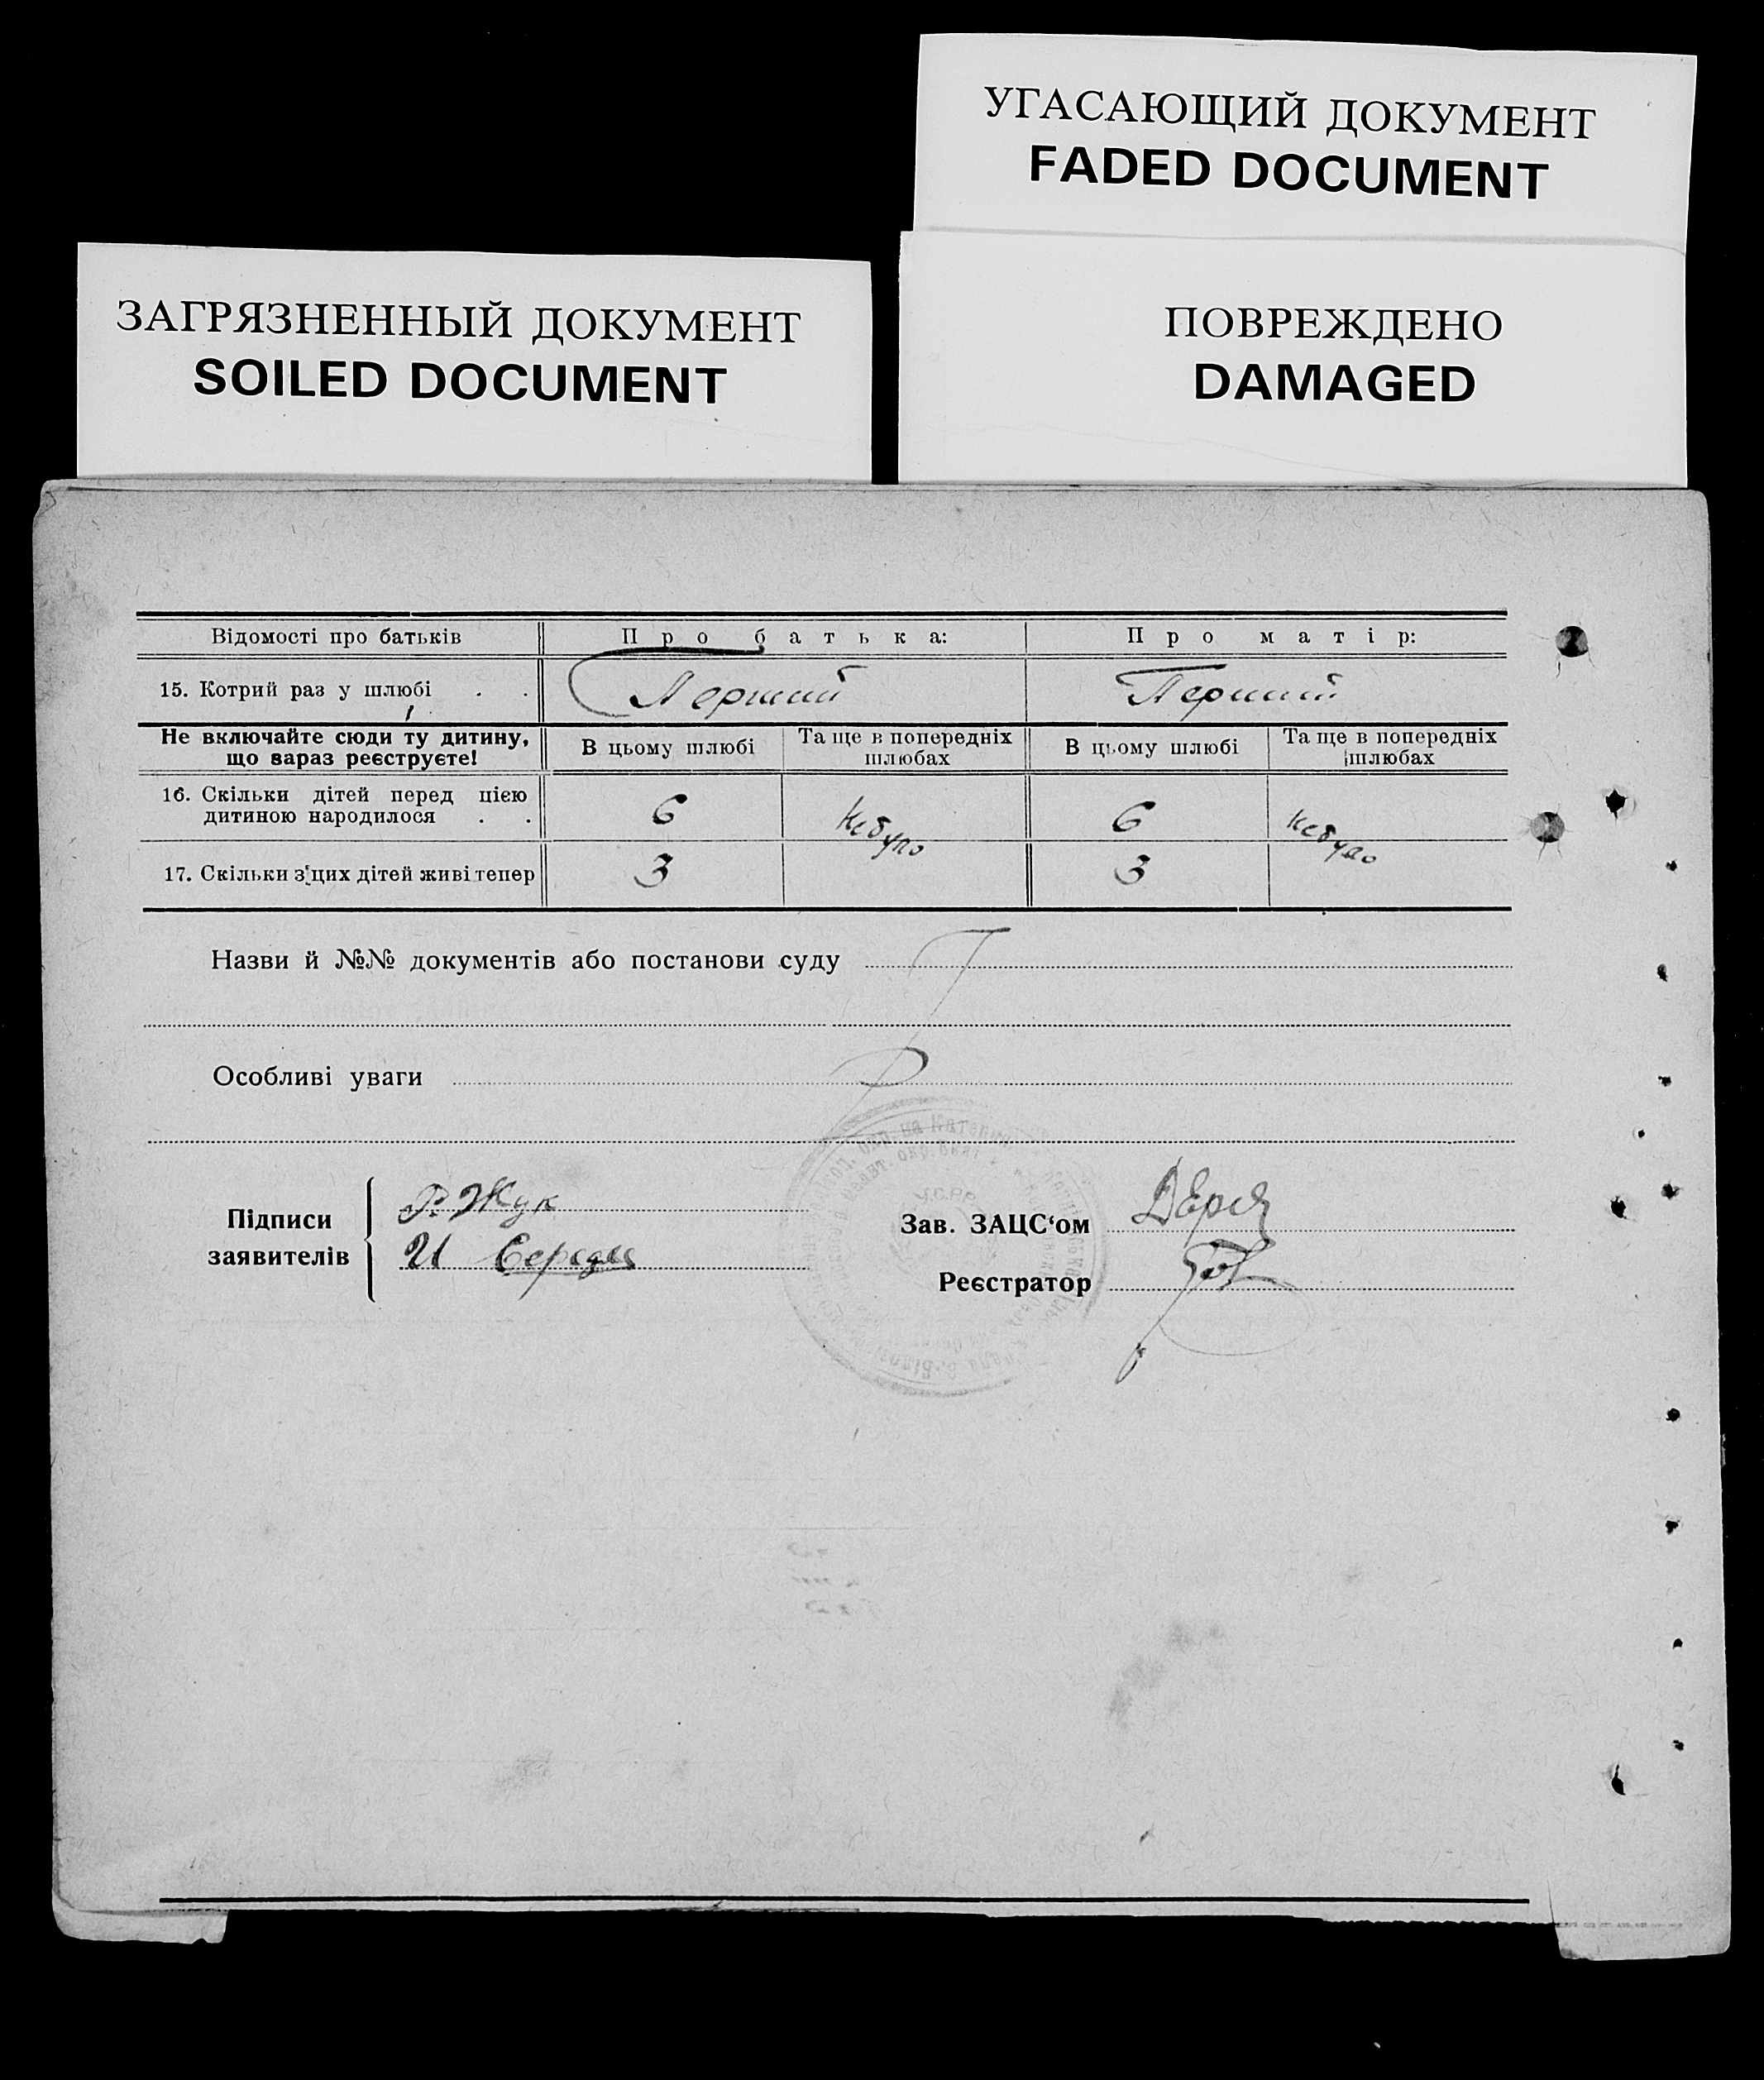 УГАСАЮЩИЙ ДОКУМЕНТ
FADED DOCUMENT
ЗАГРЯЗНЕННЫЙ ДОКУМЕНТ
SOILED DOCUMENT
ПОВРЕЖДЕНО
DAMAGED
Відомості про батьків Про батька: Про матір:
15. Котрий раз у шлюбі . . Перший Перший
Не включайте сюди ту дитину, що вараз реєструєте! В цьому шлюбі Та ще в попередніх шлюбах В цьому шлюбі Та ще в попередніх шлюбах
16. Скільки дітей перед цією дитиною народилося . . 6 Небуло 6 Небуло
17. Скільки з цих дітей живі тепер 3 3
Назви й №№ документів або постанови суду
Особливі уваги
Підписи заявителів
Р. Жук
И Середа
Зав. ЗАЦС‘ом
Реєстратор
У.С.Р.Р.